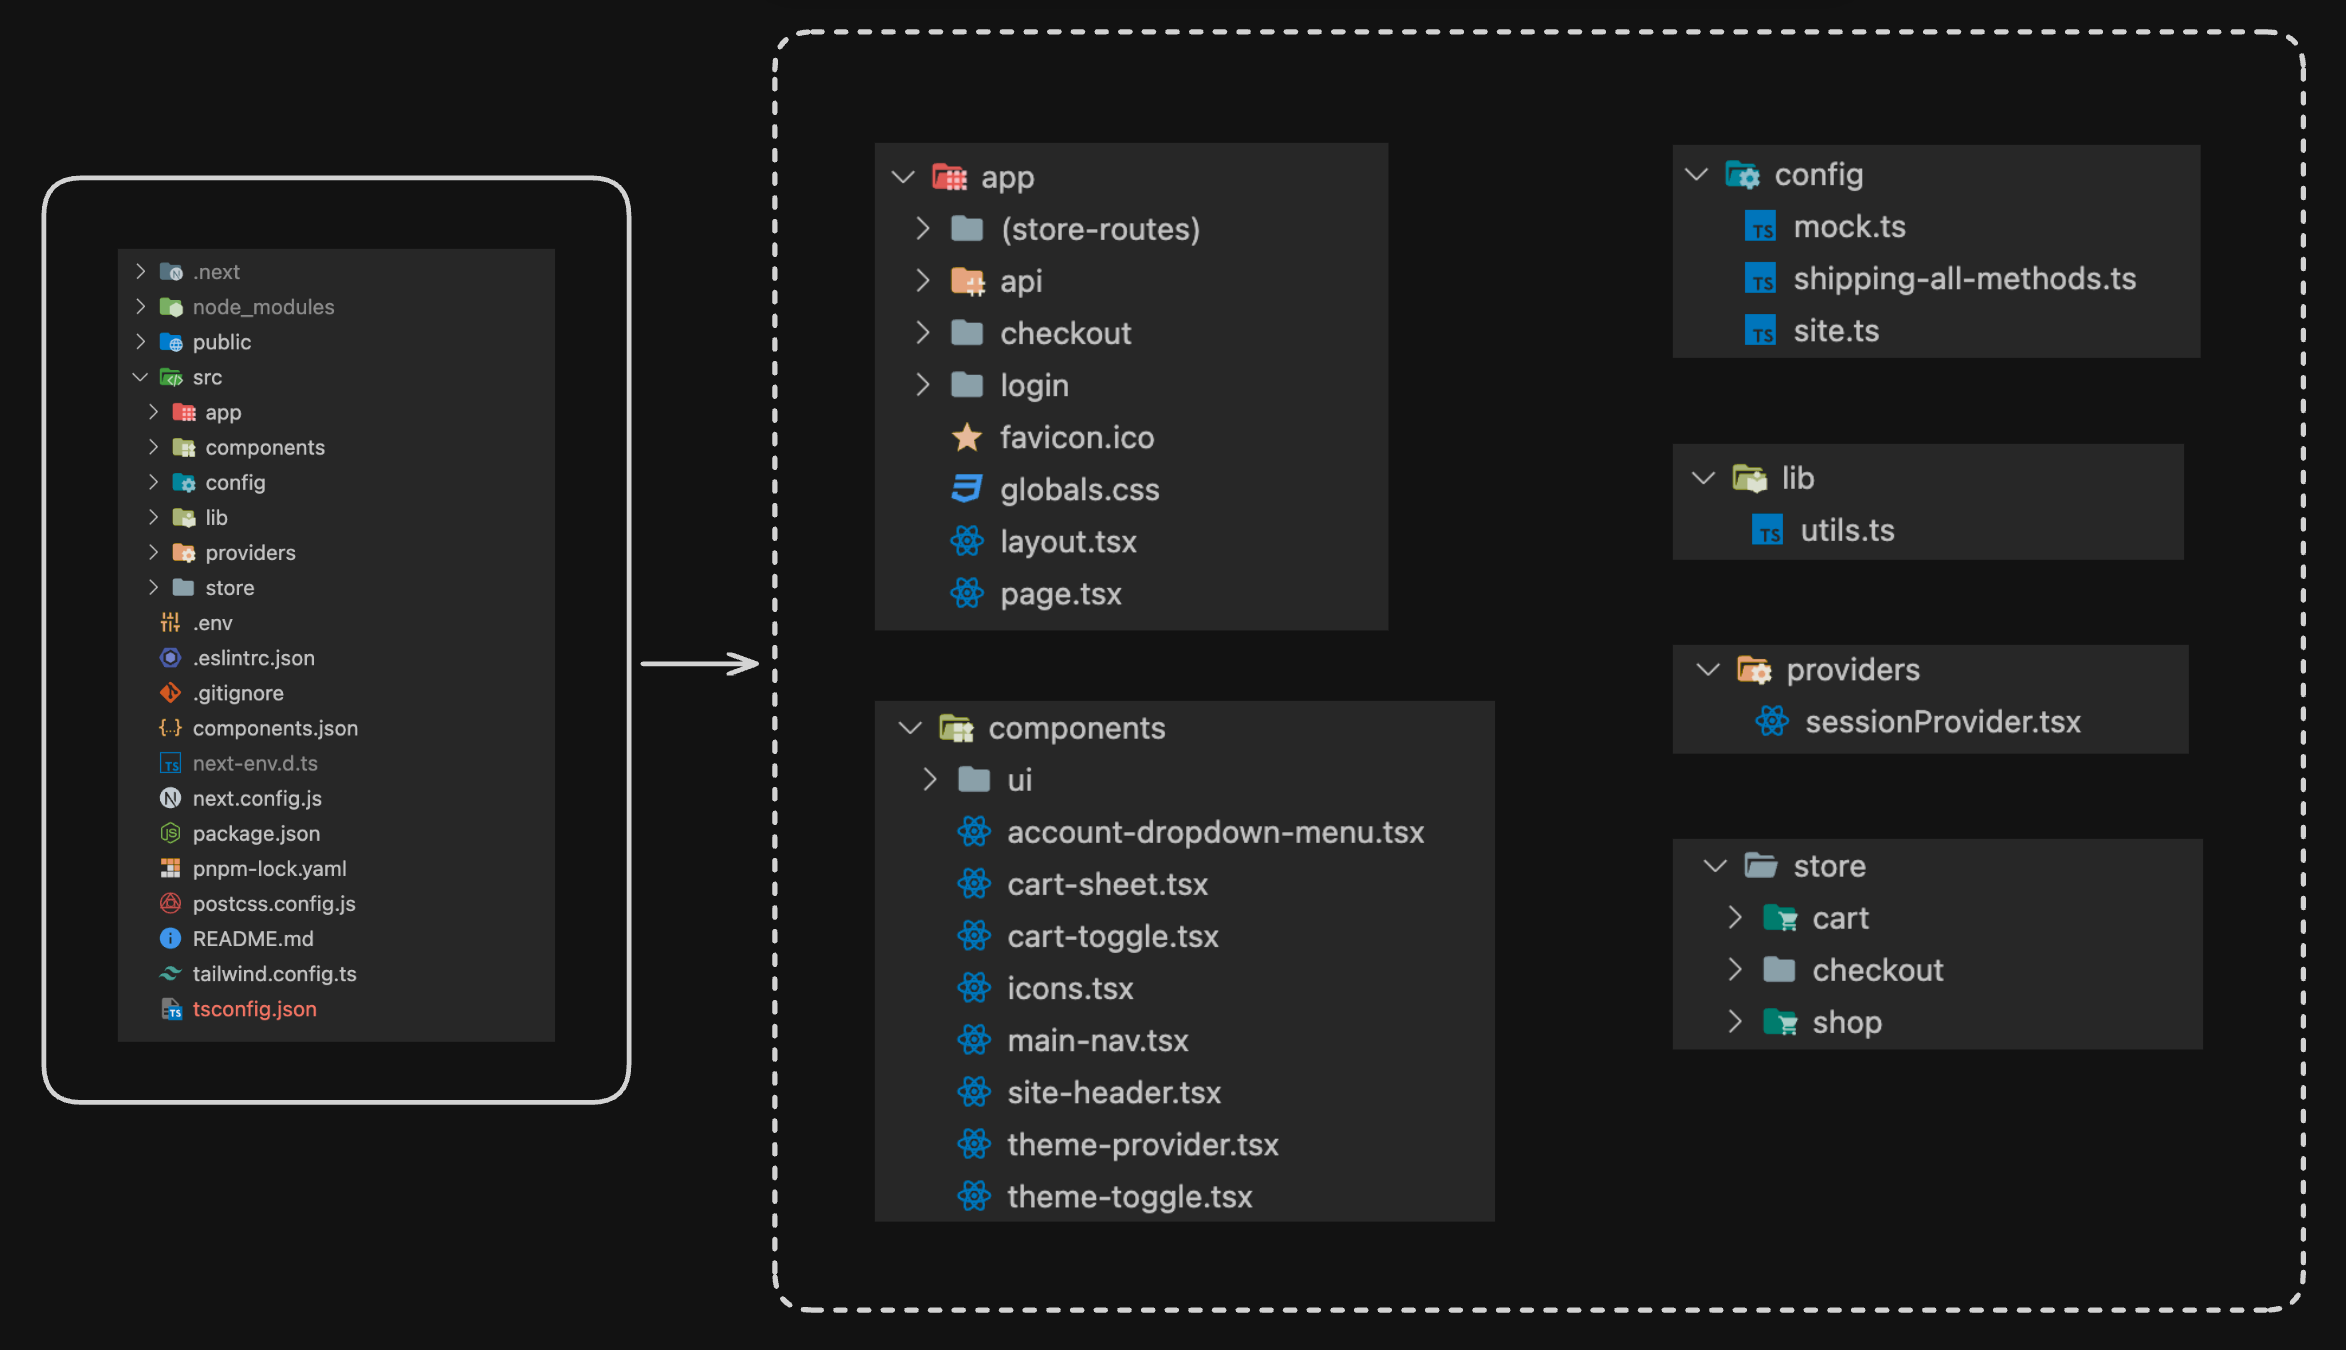 .next
node_modules
public
src
app
components
config
lib
providers
store
.env
.eslintrc.json
.gitignore
components.json
next-env.d.ts
next.config.js
package.json
pnpm-lock.yaml
postcss.config.js
README.md
tailwind.config.ts
tsconfig.json
app
(store-routes)
api
checkout
login
favicon.ico
globals.css
layout.tsx
page.tsx
components
ui
account-dropdown-menu.tsx
cart-sheet.tsx
cart-toggle.tsx
icons.tsx
main-nav.tsx
site-header.tsx
theme-provider.tsx
theme-toggle.tsx
config
mock.ts
shipping-all-methods.ts
site.ts
lib
utils.ts
providers
sessionProvider.tsx
store
cart
checkout
shop